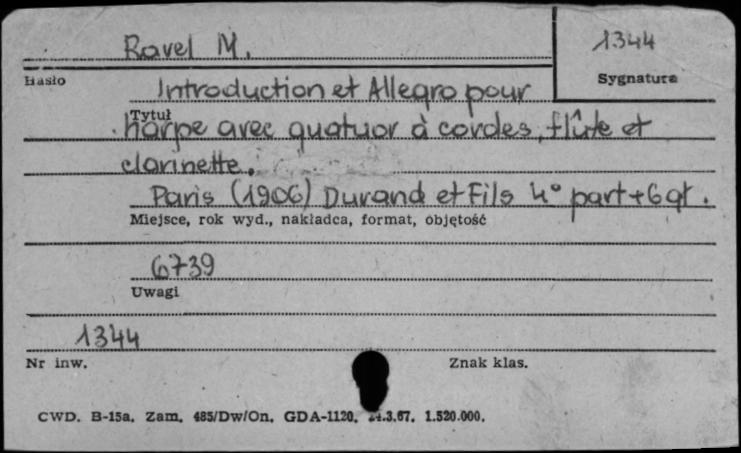 Ravel M.
1344
Hasło
Sygnatura
Introduction et Allegro pour
Tytuł
harpe avec quatuor à cordes, flûte et
clarinette.
Paris (1906) Durand et Fils 4° part+6 gł.
Miejsce, rok wyd., nakładca, format, objętość
6739
Uwagi
1344
Nr inw.
Znak klas.
CWD. B-15a. Zam. 485/Dw/On. GDA-1120. .3.67. 1.520.000.